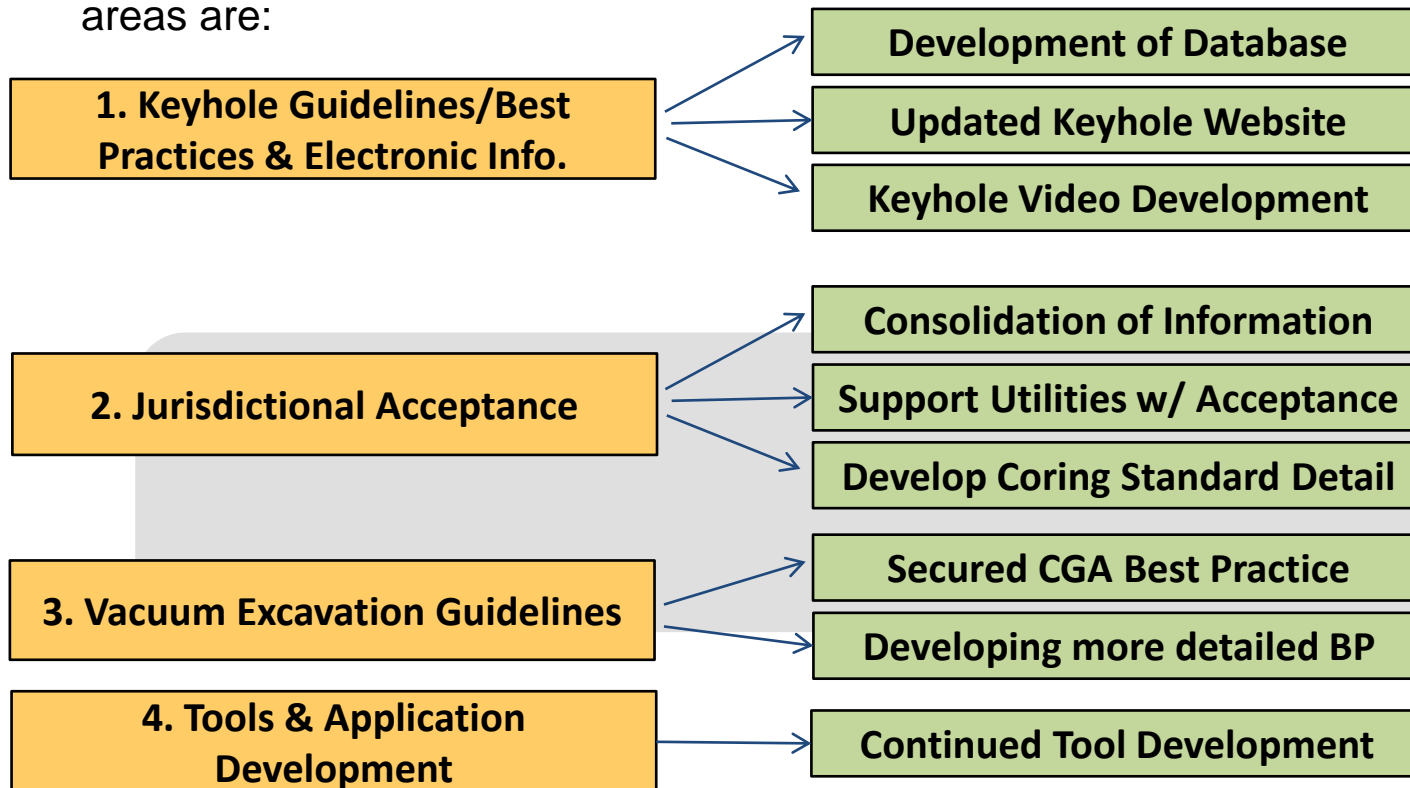 areas are:
1. Keyhole Guidelines/Best
Practices & Electronic Info.
Development of Database
Updated Keyhole Website
Keyhole Video Development
2. Jurisdictional Acceptance
Consolidation of Information
Support Utilities w/ Acceptance
Develop Coring Standard Detail
3. Vacuum Excavation Guidelines
Secured CGA Best Practice
Developing more detailed BP
4. Tools & Application
Development
Continued Tool Development